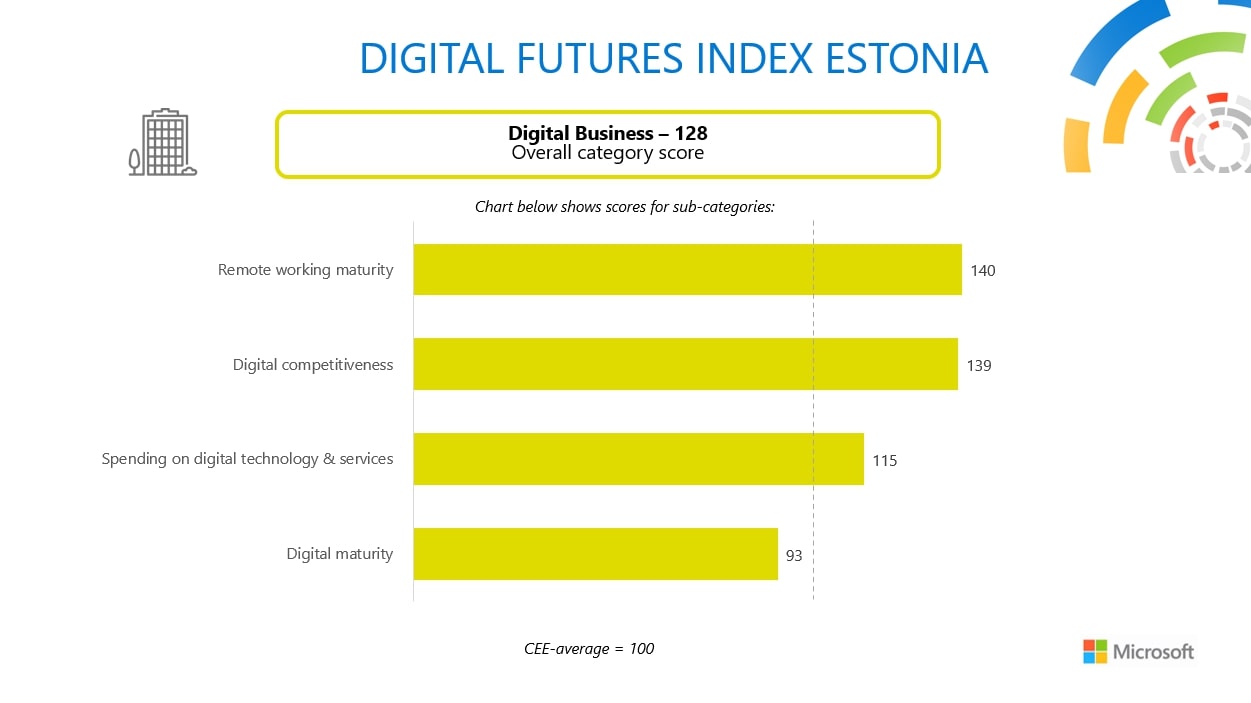 DIGITAL FUTURES INDEX ESTONIA
Digital Business – 128
Overall category score
Chart below shows scores for sub-categories:
Remote working maturity
140
Digital competitiveness
139
Spending on digital technology & services
115
Digital maturity
93
CEE-average = 100
Microsoft